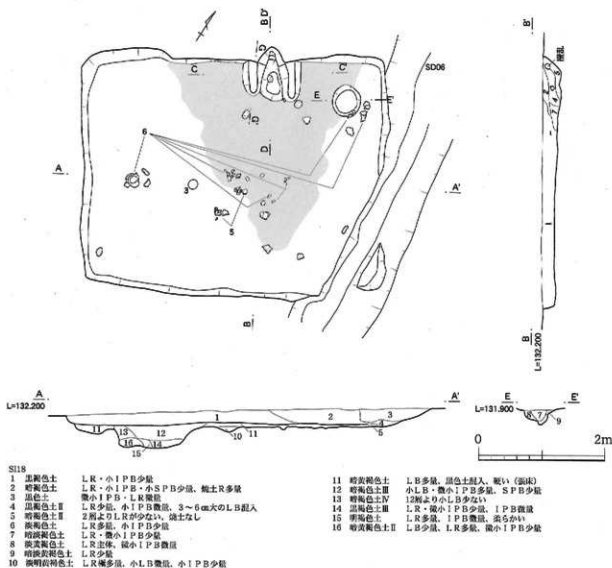 B D'
B'
C
C'
C
SD06
撹乱
E
E'
6
D
A
A'
3
5
B
B
L=132.200
A
A'
L=132.200
1
2
3
4
5
11
13
12
16
14
15
10
11
E
E'
L=131.900
8
7
9
0
2m
SI18
1 黒褐色土 LR・小IPB少量
2 暗褐色土 LR・小IPB・小SPB少量、焼土R多量
3 黒色土 微小IPB・LR微量
4 黒褐色土Ⅱ LR少量、小IPB微量、3～6cm大のLB混入
5 暗褐色土Ⅱ 2層よりLRが少ない、焼土なし
6 淡褐色土 LR多量、小IPB少量
7 暗淡褐色土 LR・微小IPB少量
8 淡黄褐色土 LR主体、微小IPB微量
9 暗淡黄褐色土 LR少量
10 淡明黄褐色土 LR極多量、小LB微量、小IPB少量
11 暗黄褐色土 LB多量、黒色土混入、硬い（張床）
12 暗褐色土Ⅲ 小LB・微小IPB多量、SPB少量
13 暗褐色土Ⅳ 12層より小LB少ない
14 黒褐色土Ⅲ LR・微小IPB少量、IPB微量
15 明褐色土 LR多量、IPB微量、柔らかい
16 暗黄褐色土Ⅱ LB少量、LR多量、微小IPB少量